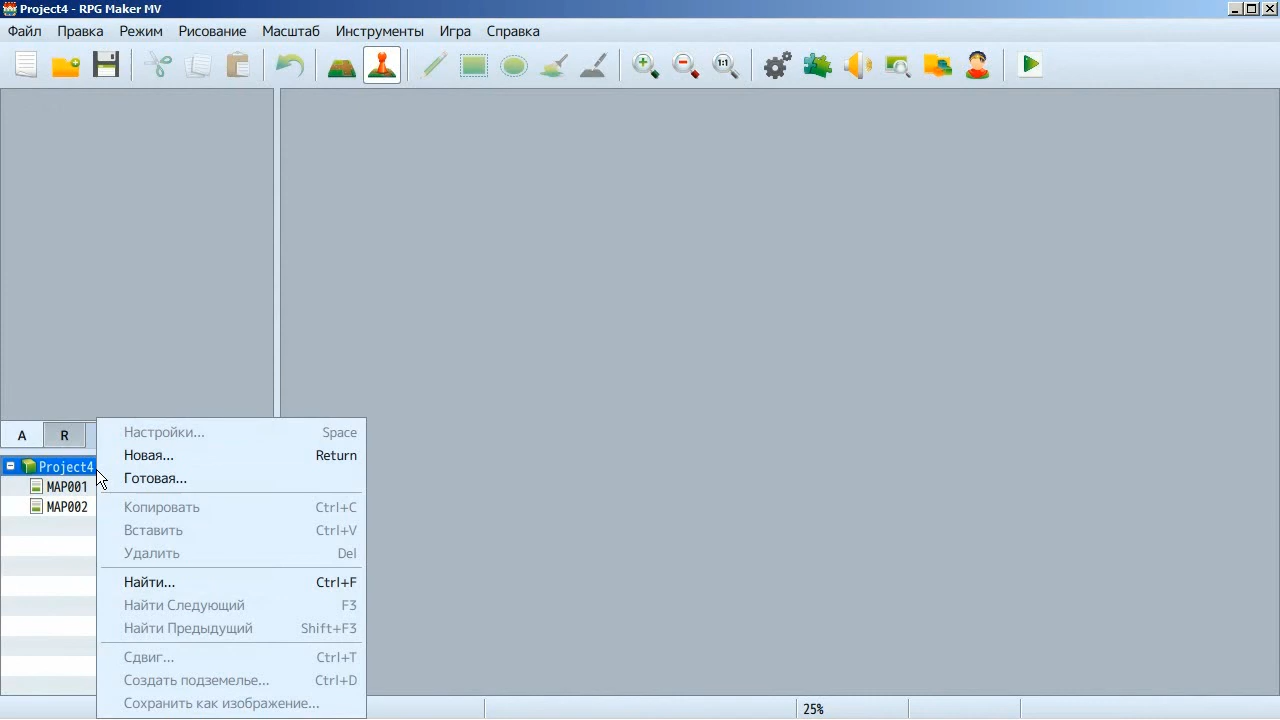 Project4 - RPG Maker MV
Файл Правка Режим Рисование Масштаб Инструменты Игра Справка
1:1
A R
Project4
MAP001
MAP002
Настройки... Space
Новая... Return
Готовая...
Копировать Ctrl+C
Вставить Ctrl+V
Удалить Del
Найти... Ctrl+F
Найти Следующий F3
Найти Предыдущий Shift+F3
Сдвиг... Ctrl+T
Создать подземелье... Ctrl+D
Сохранить как изображение...
25%